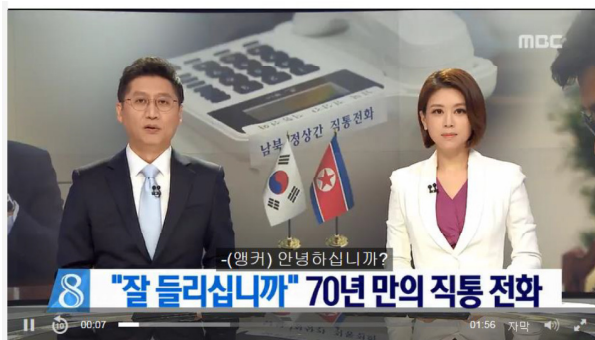 mbc
남북 정상간 직통전화
-(앵커) 안녕하십니까?
8 "잘 들리십니까" 70년 만의 직통 전화
10
00:07
01:56
자막